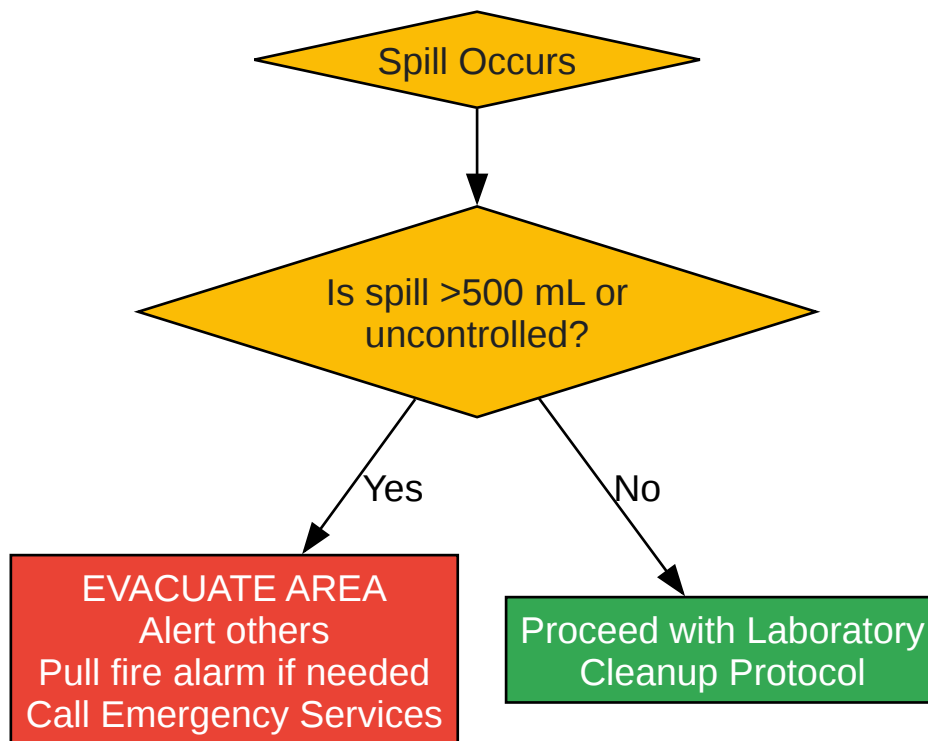 Spill Occurs
Is spill >500 mL or
uncontrolled?
Yes
No
EVACUATE AREA
Alert others
Pull fire alarm if needed
Call Emergency Services
Proceed with Laboratory
Cleanup Protocol